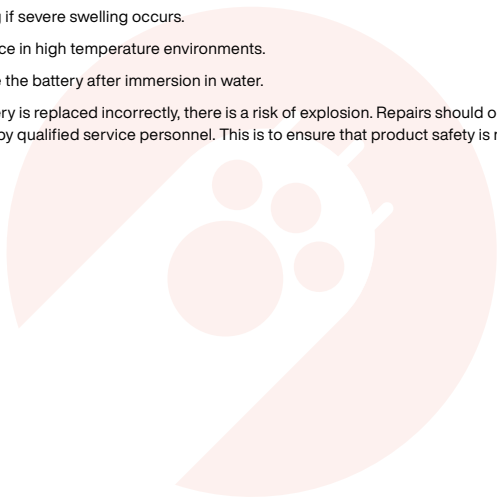 if severe swelling occurs.
ce in high temperature environments.
the battery after immersion in water.
ry is replaced incorrectly, there is a risk of explosion. Repairs should o
by qualified service personnel. This is to ensure that product safety is